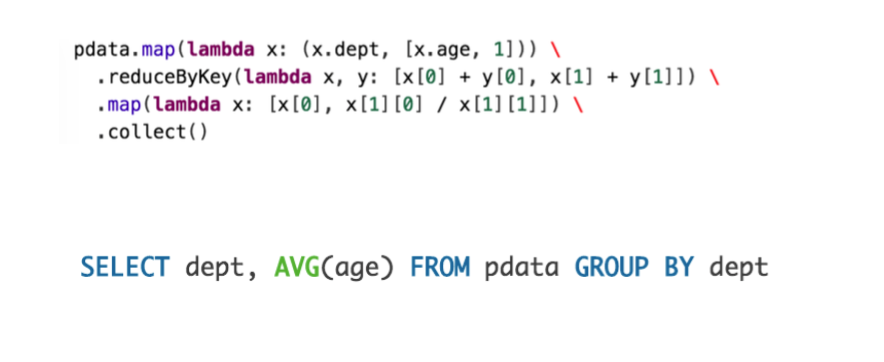 pdata.map(lambda x: (x.dept, [x.age, 1])) \
.reduceByKey(lambda x, y: [x[0] + y[0], x[1] + y[1]]) \
.map(lambda x: [x[0], x[1][0] / x[1][1]]) \
.collect()
SELECT dept, AVG(age) FROM pdata GROUP BY dept